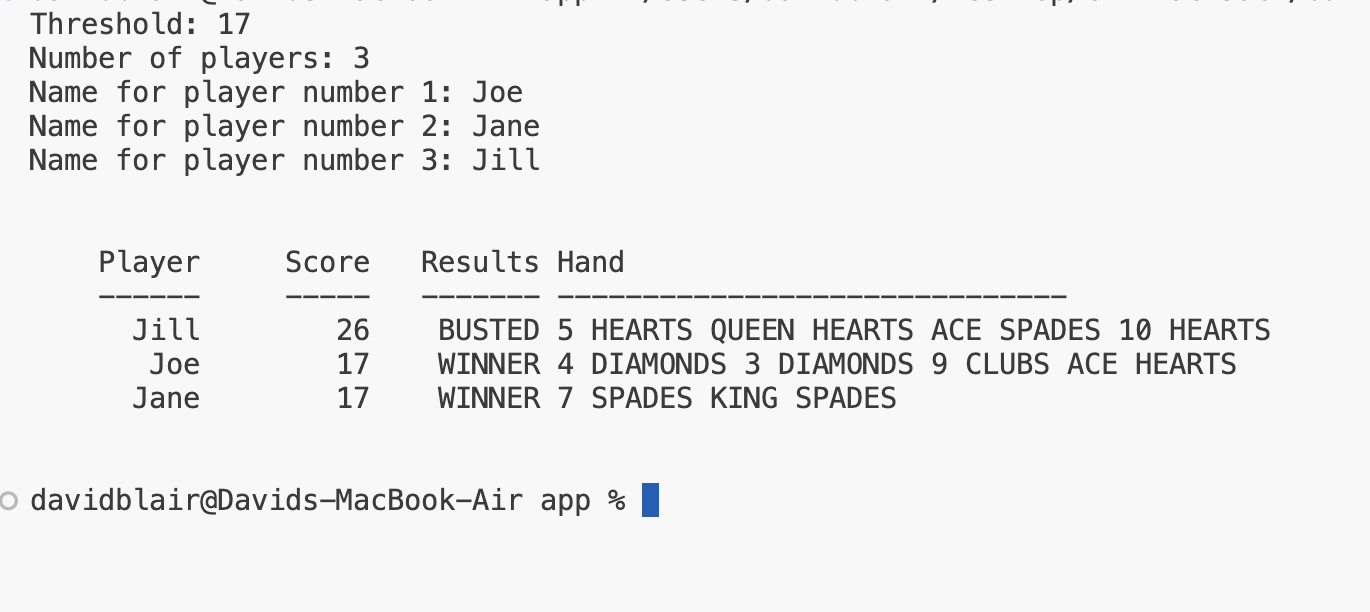 Threshold: 17
Number of players: 3
Name for player number 1: Joe
Name for player number 2: Jane
Name for player number 3: Jill
Player Score Results Hand
------ ----- ------- ------------------------------
Jill 26 BUSTED 5 HEARTS QUEEN HEARTS ACE SPADES 10 HEARTS
Joe 17 WINNER 4 DIAMONDS 3 DIAMONDS 9 CLUBS ACE HEARTS
Jane 17 WINNER 7 SPADES KING SPADES
davidblair@Davids-MacBook-Air app %